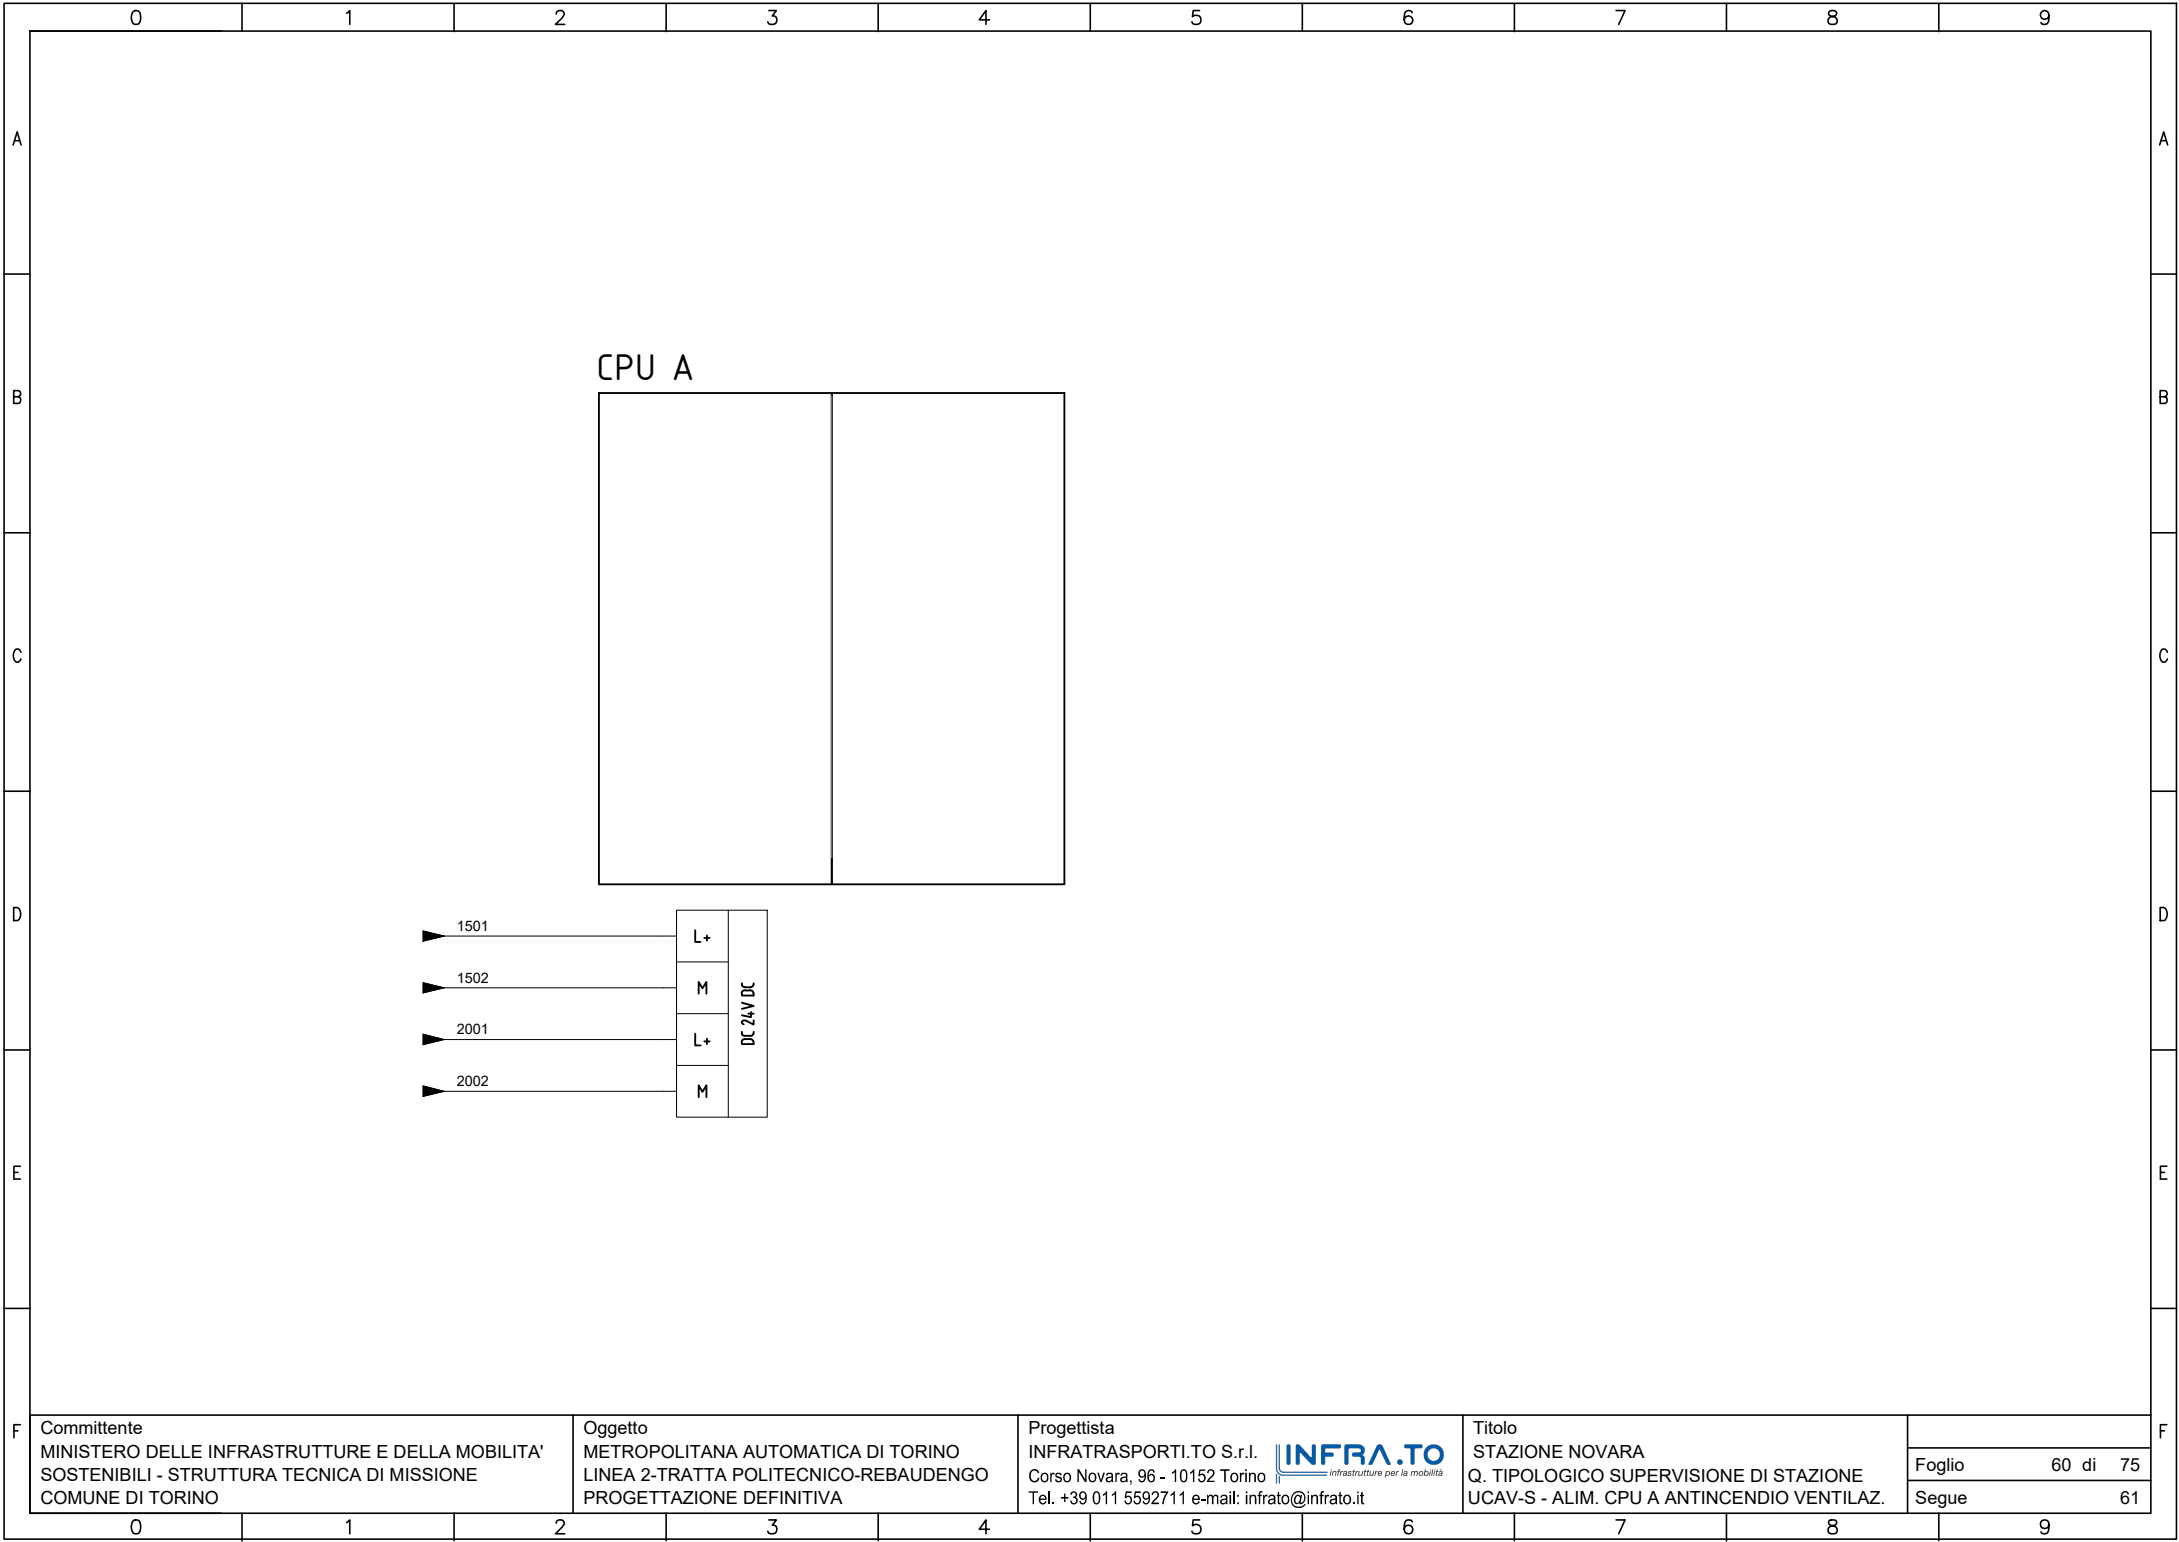 0 1 2 3 4 5 6 7 8 9
A A
CPU A
B B
C C
D D
1501 L+
1502 M
DC 24V DC
2001 L+
2002 M
E E
F F
Committente
MINISTERO DELLE INFRASTRUTTURE E DELLA MOBILITA'
SOSTENIBILI - STRUTTURA TECNICA DI MISSIONE
COMUNE DI TORINO
Oggetto
METROPOLITANA AUTOMATICA DI TORINO
LINEA 2-TRATTA POLITECNICO-REBAUDENGO
PROGETTAZIONE DEFINITIVA
Progettista
INFRATRASPORTI.TO S.r.l.
Corso Novara, 96 - 10152 Torino
Tel. +39 011 5592711 e-mail: infrato@infrato.it
INFRA.TO
infrastrutture per la mobilità
Titolo
STAZIONE NOVARA
Q. TIPOLOGICO SUPERVISIONE DI STAZIONE
UCAV-S - ALIM. CPU A ANTINCENDIO VENTILAZ.
Foglio 60 di 75
Segue 61
0 1 2 3 4 5 6 7 8 9